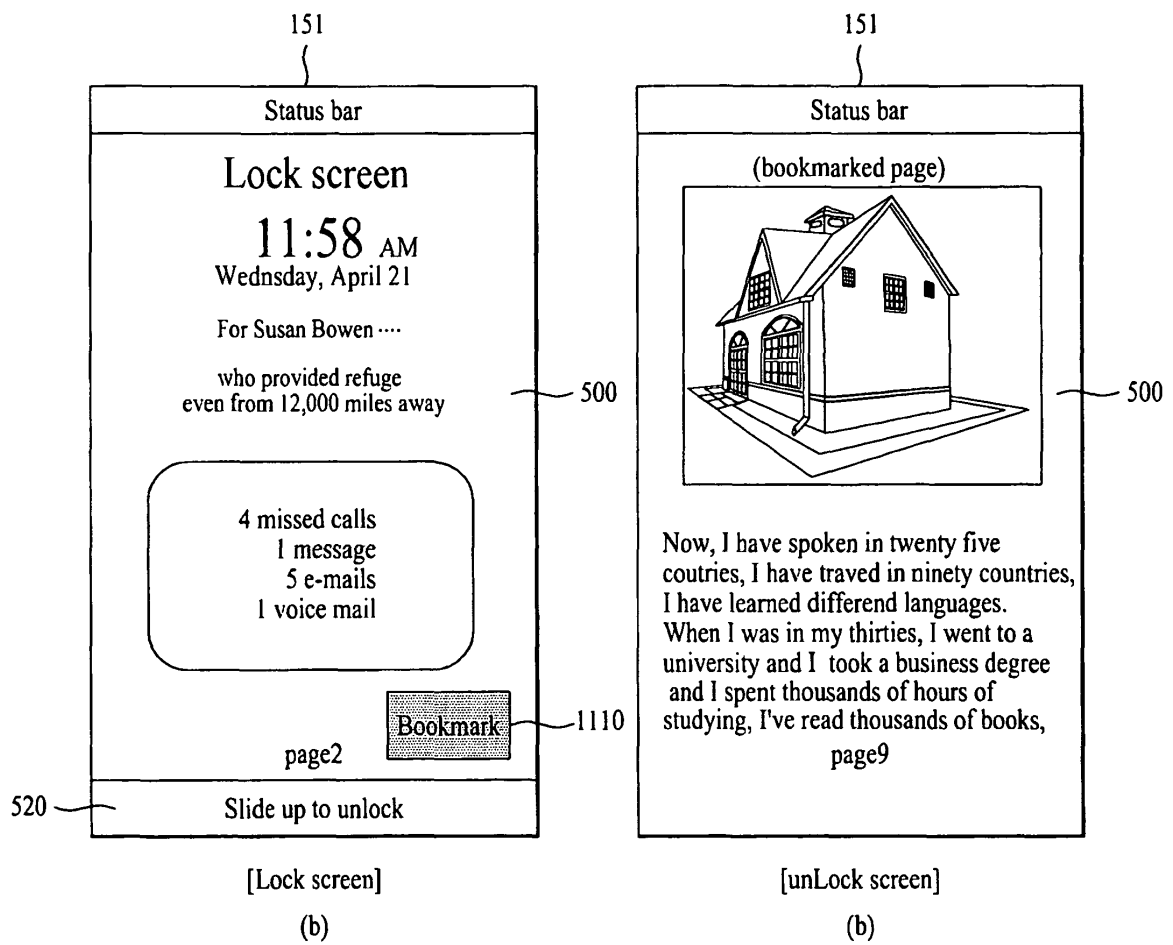 151
Status bar
Lock screen
11:58 AM
Wednsday, April 21
For Susan Bowen ····
who provided refuge
even from 12,000 miles away
500
4 missed calls
1 message
5 e-mails
1 voice mail
Bookmark
1110
page2
520
Slide up to unlock
[Lock screen]
(b)
151
Status bar
(bookmarked page)
500
Now, I have spoken in twenty five
coutries, I have traved in ninety countries,
I have learned differend languages.
When I was in my thirties, I went to a
university and I took a business degree
and I spent thousands of hours of
studying, I've read thousands of books,
page9
[unLock screen]
(b)